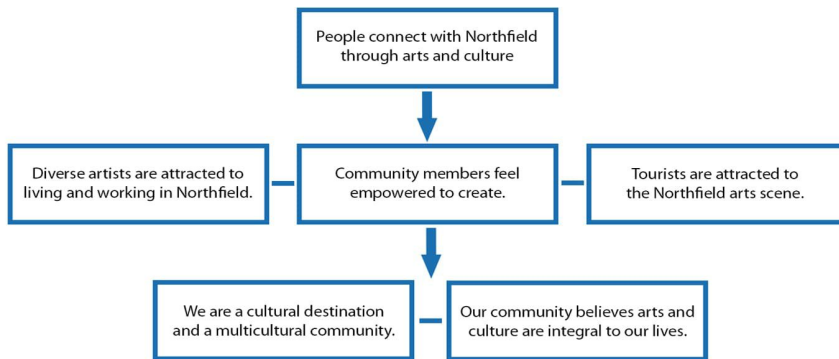 People connect with Northfield
through arts and culture
Diverse artists are attracted to
living and working in Northfield.
Community members feel
empowered to create.
Tourists are attracted to
the Northfield arts scene.
We are a cultural destination
and a multicultural community.
Our community believes arts and
culture are integral to our lives.